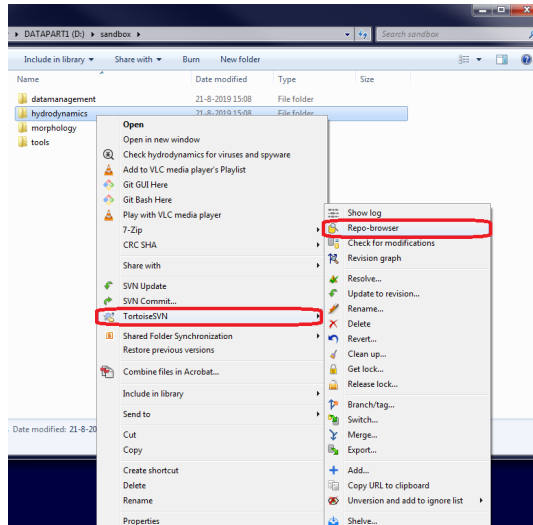 DATAPART1 (D:) ▸ sandbox ▸
Search sandbox
Include in library Share with Burn New folder
Name Date modified Type Size
datamanagement 21-8-2019 15:08 File folder
hydrodynamics 21-8-2019 15:08 File folder
morphology
tools
Open
Open in new window
Check hydrodynamics for viruses and spyware
Add to VLC media player's Playlist
Git GUI Here
Git Bash Here
Play with VLC media player
7-Zip
CRC SHA
Share with
SVN Update
SVN Commit...
TortoiseSVN
Shared Folder Synchronization
Restore previous versions
Combine files in Acrobat...
Include in library
Send to
Cut
Copy
Create shortcut
Delete
Rename
Properties
Show log
Repo-browser
Check for modifications
Revision graph
Resolve...
Update to revision...
Rename...
Delete
Revert...
Clean up...
Get lock...
Release lock...
Branch/tag...
Switch...
Merge...
Export...
Add...
Copy URL to clipboard
Unversion and add to ignore list
Shelve...
Date modified: 21-8-20